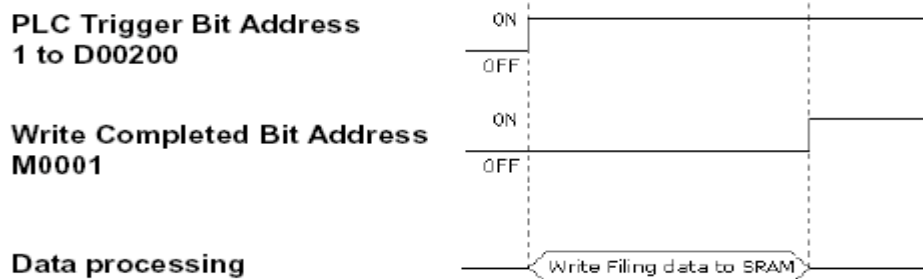 PLC Trigger Bit Address
1 to D00200
ON
OFF
Write Completed Bit Address
M0001
ON
OFF
Data processing
Write Filing data to SRAM